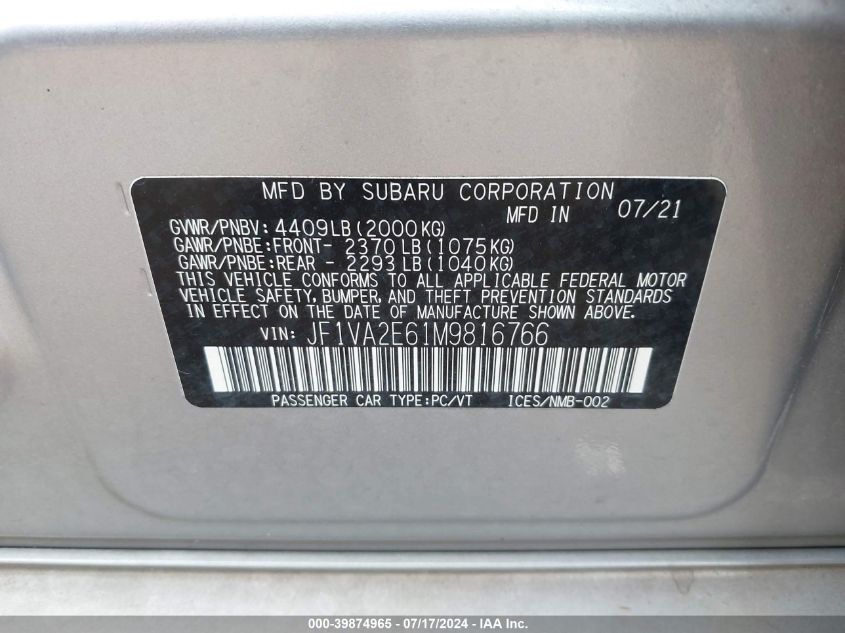 MFD BY SUBARU CORPORATION
MFD IN 07/21
GVWR/PNBV: 4409LB(2000KG)
GAWR/PNBE:FRONT- 2370LB(1075KG)
GAWR/PNBE:REAR - 2293LB(1040KG)
THIS VEHICLE CONFORMS TO ALL APPLICABLE FEDERAL MOTOR
VEHICLE SAFETY, BUMPER, AND THEFT PREVENTION STANDARDS
IN EFFECT ON THE DATE OF MANUFACTURE SHOWN ABOVE.
VIN: JF1VA2E61M9816766
PASSENGER CAR TYPE:PC/VT ICES/NMB-002
000-39874965 - 07/17/2024 - IAA Inc.